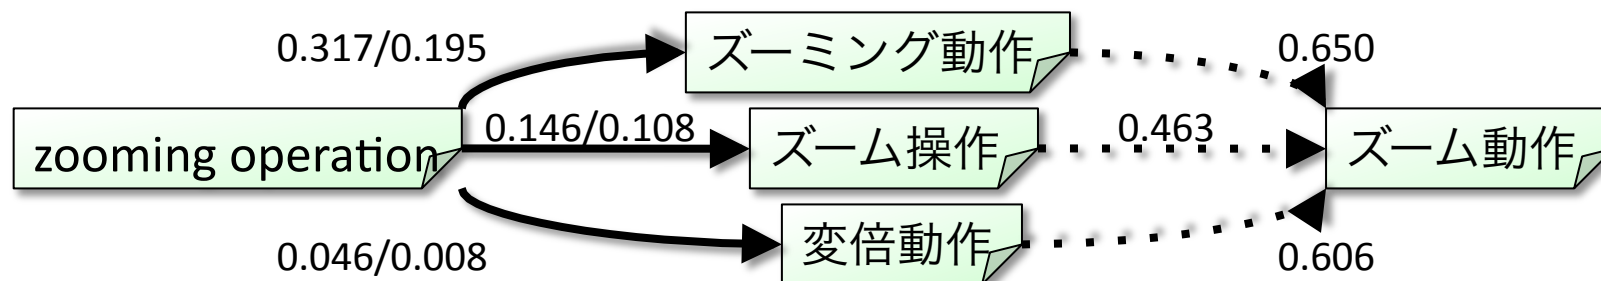 0.317/0.195
ズーミング動作
0.650
zooming operation
0.146/0.108
ズーム操作
0.463
ズーム動作
0.046/0.008
変倍動作
0.606